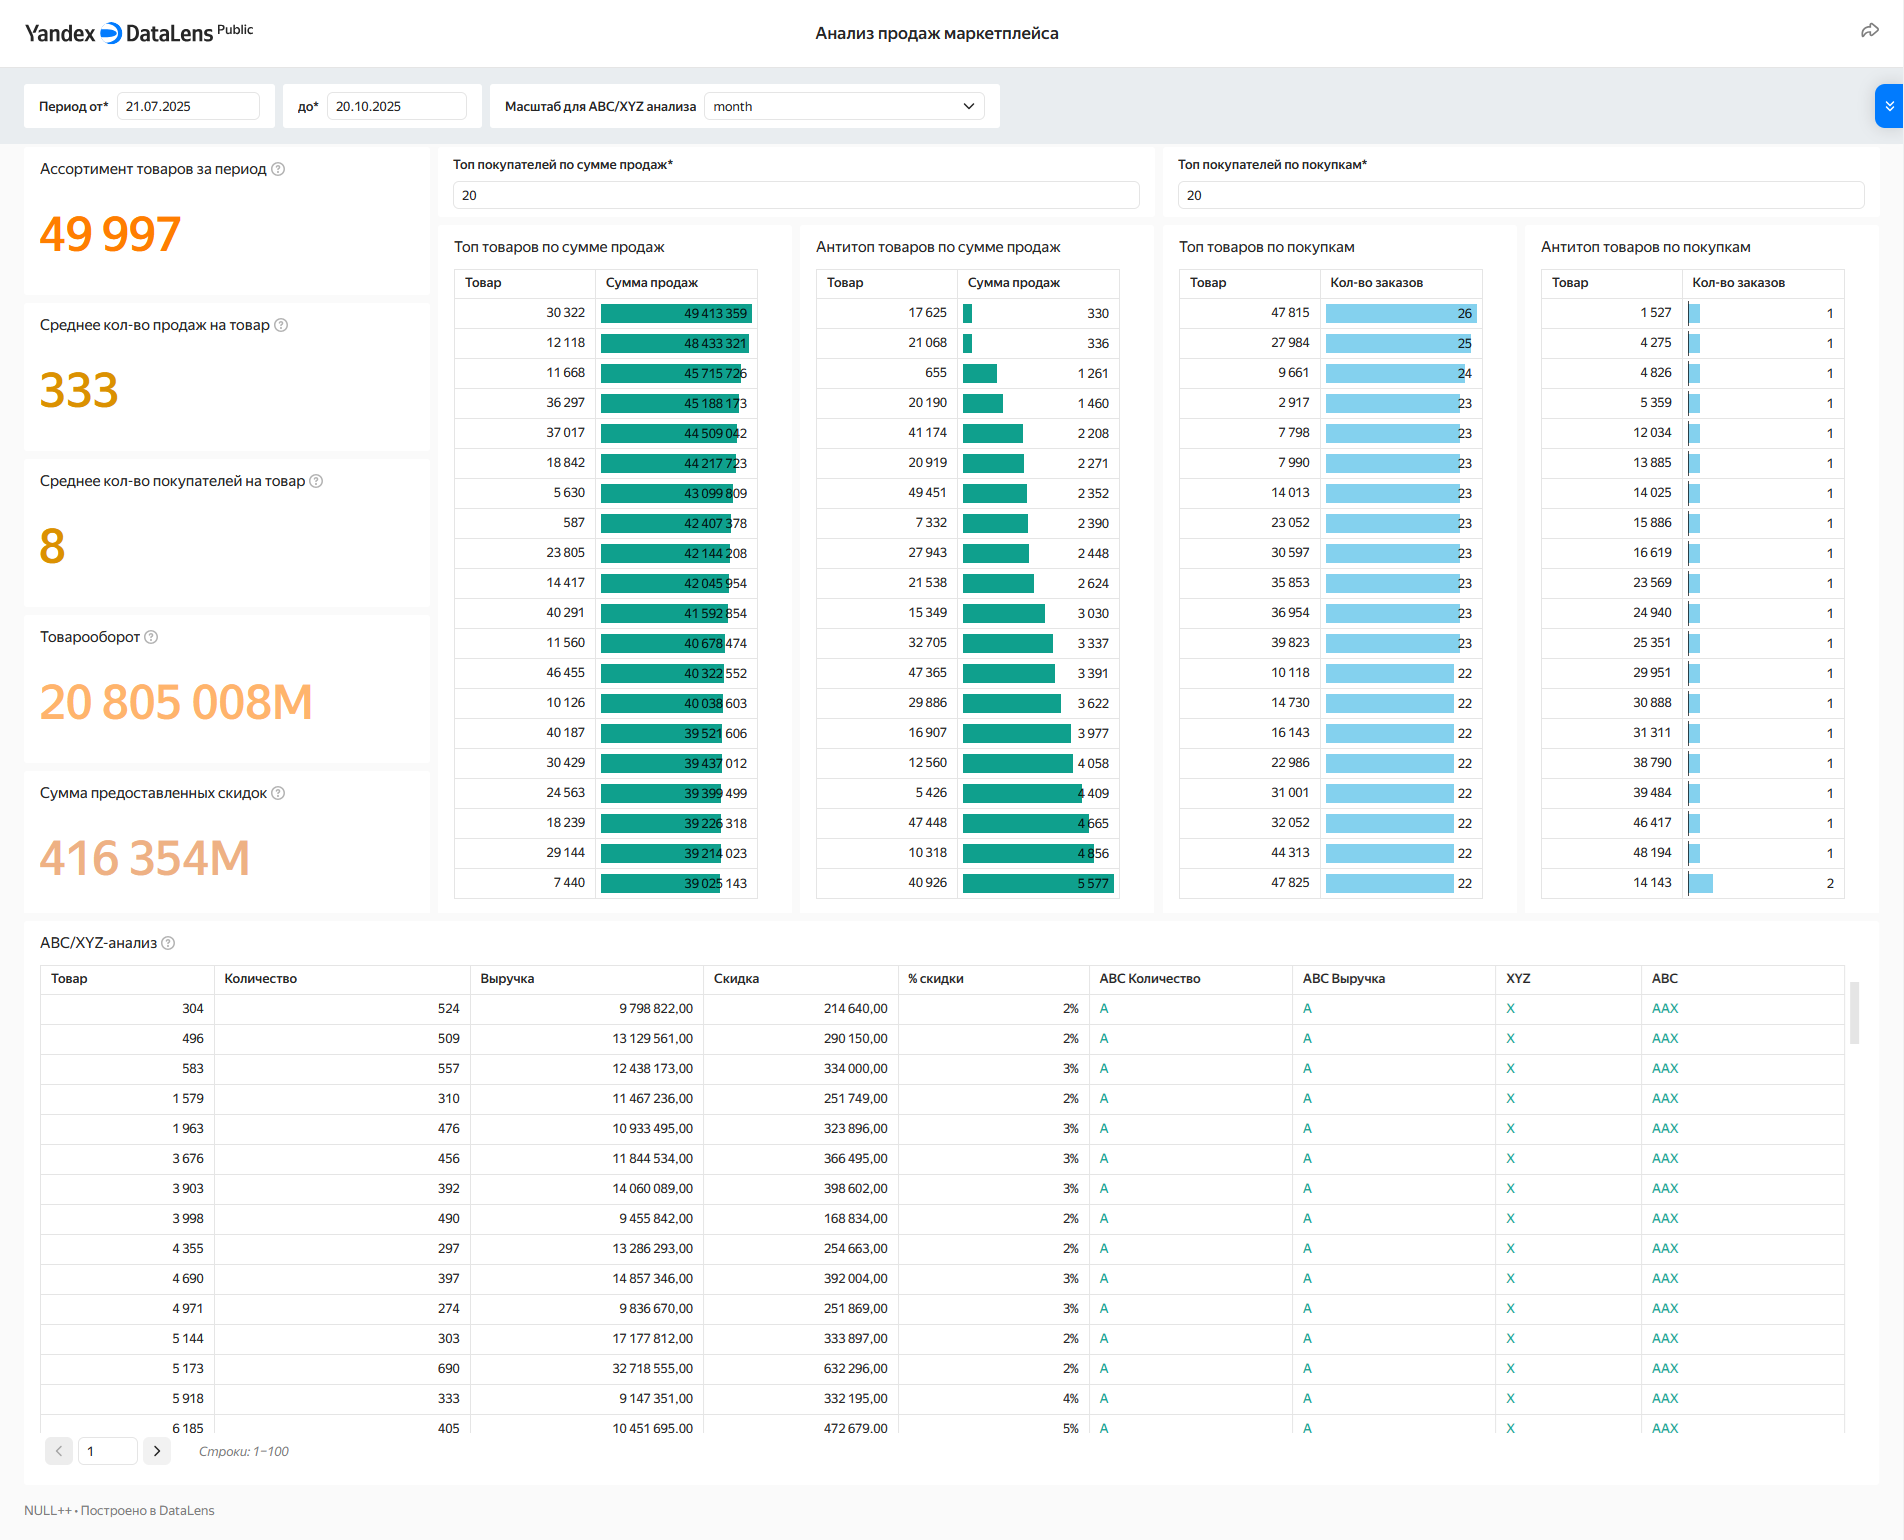 Yandex DataLens Public
Анализ продаж маркетплейса
Период от* 21.07.2025 до* 20.10.2025 Масштаб для ABC/XYZ анализа month
Ассортимент товаров за период
49 997
Среднее кол-во продаж на товар
333
Среднее кол-во покупателей на товар
8
Товарооборот
20 805 008M
Сумма предоставленных скидок
416 354M
Топ покупателей по сумме продаж*
20
Топ покупателей по покупкам*
20
Топ товаров по сумме продаж
Товар Сумма продаж
30 322 49 413 359
12 118 48 433 321
11 668 45 715 726
36 297 45 188 173
37 017 44 509 042
18 842 44 217 723
5 630 43 099 809
587 42 407 378
23 805 42 144 208
14 417 42 045 954
40 291 41 592 854
11 560 40 678 474
46 455 40 322 552
10 126 40 038 603
40 187 39 521 606
30 429 39 437 012
24 563 39 399 499
18 239 39 226 318
29 144 39 214 023
7 440 39 025 143
Антитоп товаров по сумме продаж
Товар Сумма продаж
17 625 330
21 068 336
655 1 261
20 190 1 460
41 174 2 208
20 919 2 271
49 451 2 352
7 332 2 390
27 943 2 448
21 538 2 624
15 349 3 030
32 705 3 337
47 365 3 391
29 886 3 622
16 907 3 977
12 560 4 058
5 426 4 409
47 448 4 665
10 318 4 856
40 926 5 577
Топ товаров по покупкам
Товар Кол-во заказов
47 815 26
27 984 25
9 661 24
2 917 23
7 798 23
7 990 23
14 013 23
23 052 23
30 597 23
35 853 23
36 954 23
39 823 23
10 118 22
14 730 22
16 143 22
22 986 22
31 001 22
32 052 22
44 313 22
47 825 22
Антитоп товаров по покупкам
Товар Кол-во заказов
1 527 1
4 275 1
4 826 1
5 359 1
12 034 1
13 885 1
14 025 1
15 886 1
16 619 1
23 569 1
24 940 1
25 351 1
29 951 1
30 888 1
31 311 1
38 790 1
39 484 1
46 417 1
48 194 1
14 143 2
ABC/XYZ-анализ
Товар Количество Выручка Скидка % скидки ABC Количество ABC Выручка XYZ ABC
304 524 9 798 822,00 214 640,00 2% A A X AAX
496 509 13 129 561,00 290 150,00 2% A A X AAX
583 557 12 438 173,00 334 000,00 3% A A X AAX
1 579 310 11 467 236,00 251 749,00 2% A A X AAX
1 963 476 10 933 495,00 323 896,00 3% A A X AAX
3 676 456 11 844 534,00 366 495,00 3% A A X AAX
3 903 392 14 060 089,00 398 602,00 3% A A X AAX
3 998 490 9 455 842,00 168 834,00 2% A A X AAX
4 355 297 13 286 293,00 254 663,00 2% A A X AAX
4 690 397 14 857 346,00 392 004,00 3% A A X AAX
4 971 274 9 836 670,00 251 869,00 3% A A X AAX
5 144 303 17 177 812,00 333 897,00 2% A A X AAX
5 173 690 32 718 555,00 632 296,00 2% A A X AAX
5 918 333 9 147 351,00 332 195,00 4% A A X AAX
6 185 405 10 451 695,00 472 679,00 5% A A X AAX
1 Строки: 1–100
NULL++ • Построено в DataLens